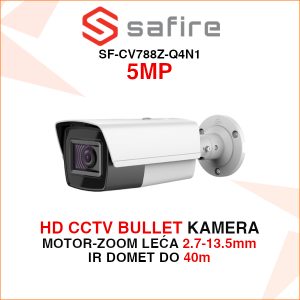 safire
SF-CV788Z-Q4N1
5MP
HD CCTV BULLET KAMERA
MOTOR-ZOOM LEĆA 2.7-13.5mm
IR DOMET DO 40m